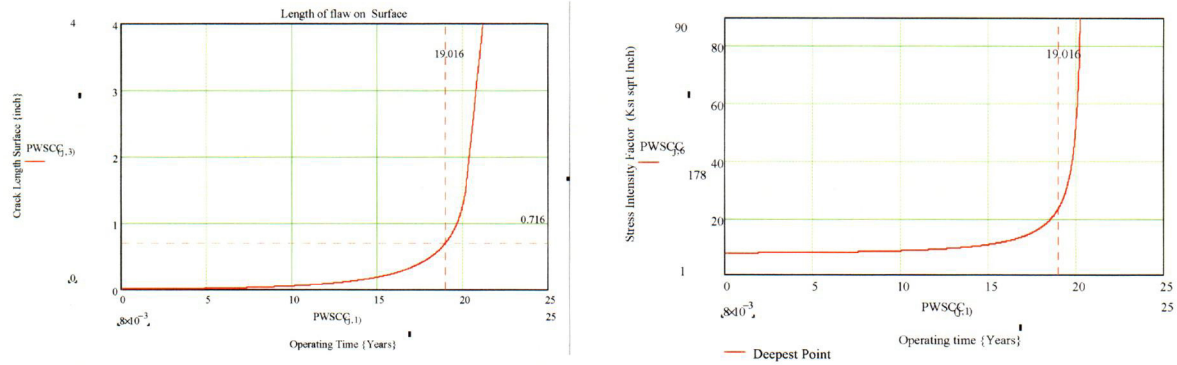 Length of flaw on Surface
4
4
3
2
1
0
.0,
19.016
0.716
Crack Length Surface {inch}
PWSCC(j,3)
0 5 10 15 20 25
.8×10⁻³,
PWSCC(j,1)
25
Operating Time {Years}
90
80
60
40
20
1
19.016
178
Stress Intensity Factor (Ksi sqrt Inch)
PWSCCj,6
0 5 10 15 20 25
.8×10⁻³,
PWSCC(j,1)
25
Operating time {Years}
Deepest Point